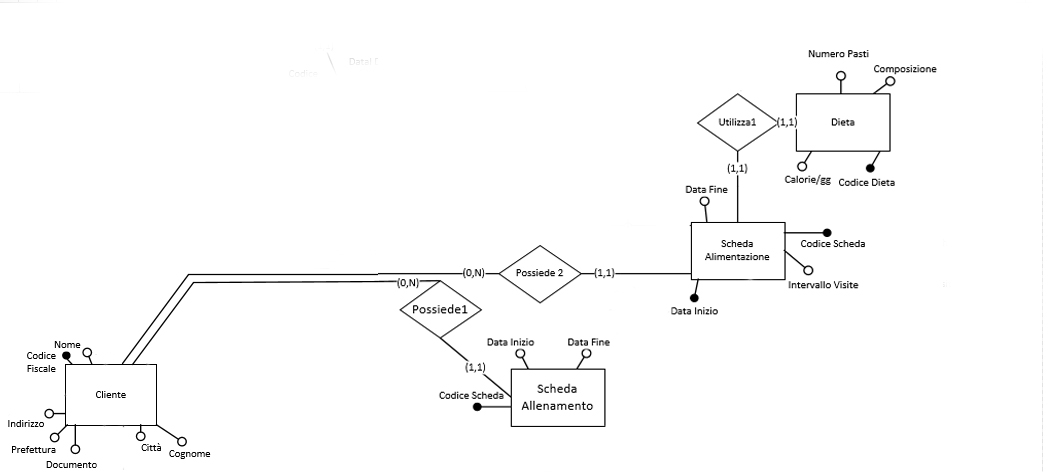 Numero Pasti
Composizione
Utilizza1
(1,1)
Dieta
(1,1)
Calorie/gg
Codice Dieta
Data Fine
Scheda
Alimentazione
Codice Scheda
(0,N)
Possiede 2
(1,1)
(0,N)
Intervallo Visite
Possiede1
Data Inizio
Nome
Codice
Fiscale
Data Inizio
Data Fine
(1,1)
Cliente
Codice Scheda
Scheda
Allenamento
Indirizzo
Prefettura
Città
Cognome
Documento